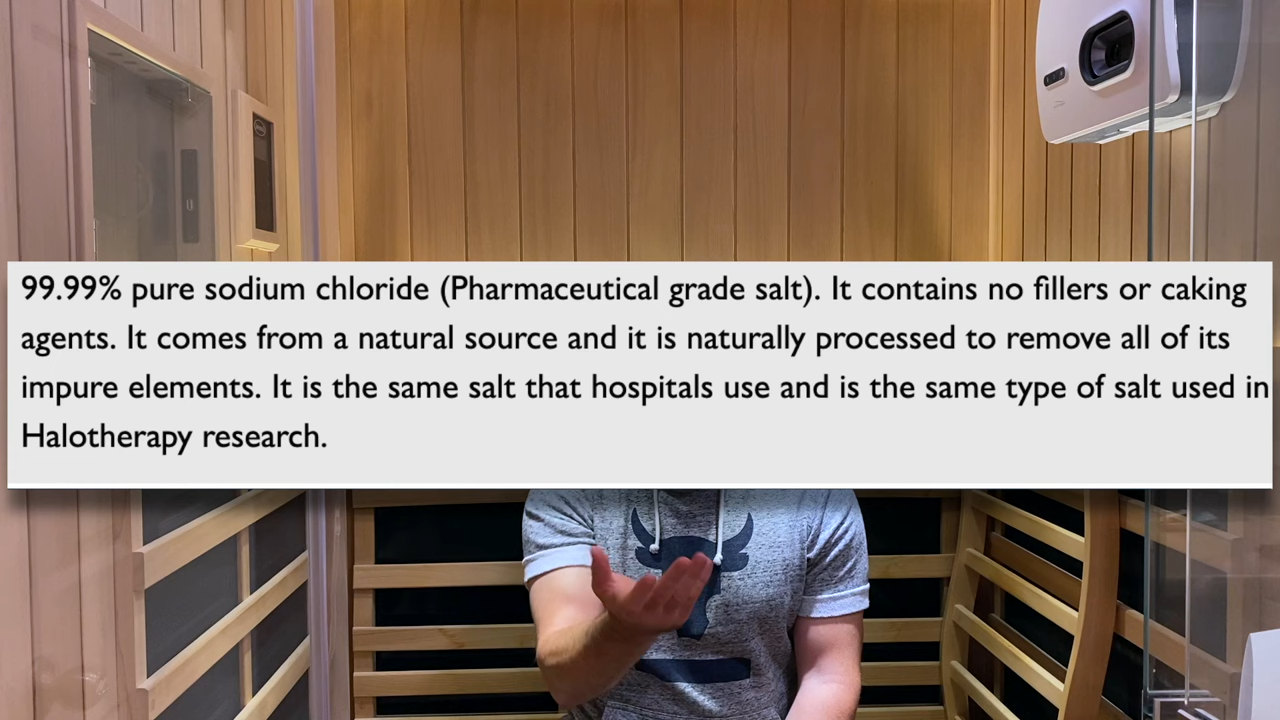 99.99% pure sodium chloride (Pharmaceutical grade salt). It contains no fillers or caking
agents. It comes from a natural source and it is naturally processed to remove all of its
impure elements. It is the same salt that hospitals use and is the same type of salt used in
Halotherapy research.